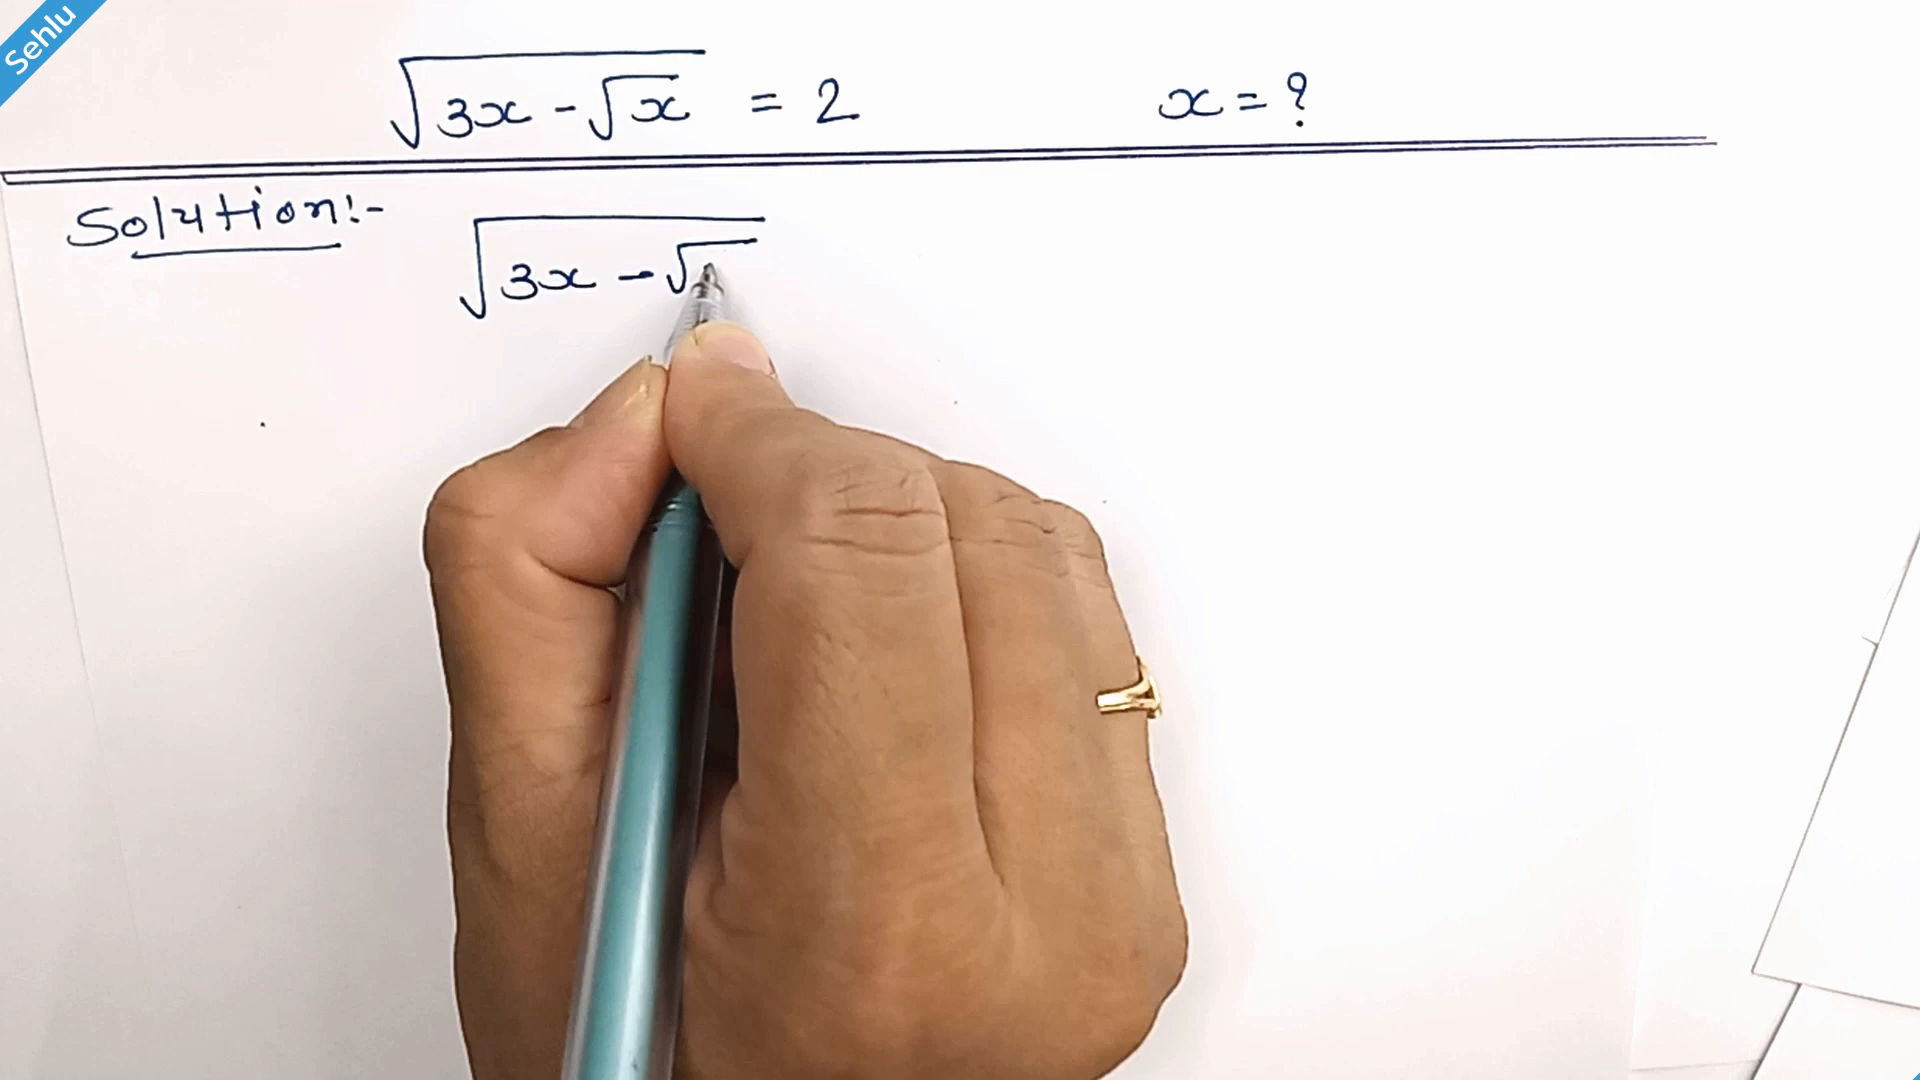 Sehlu
√(3x - √x) = 2 x = ?
Solution:-
√(3x - √